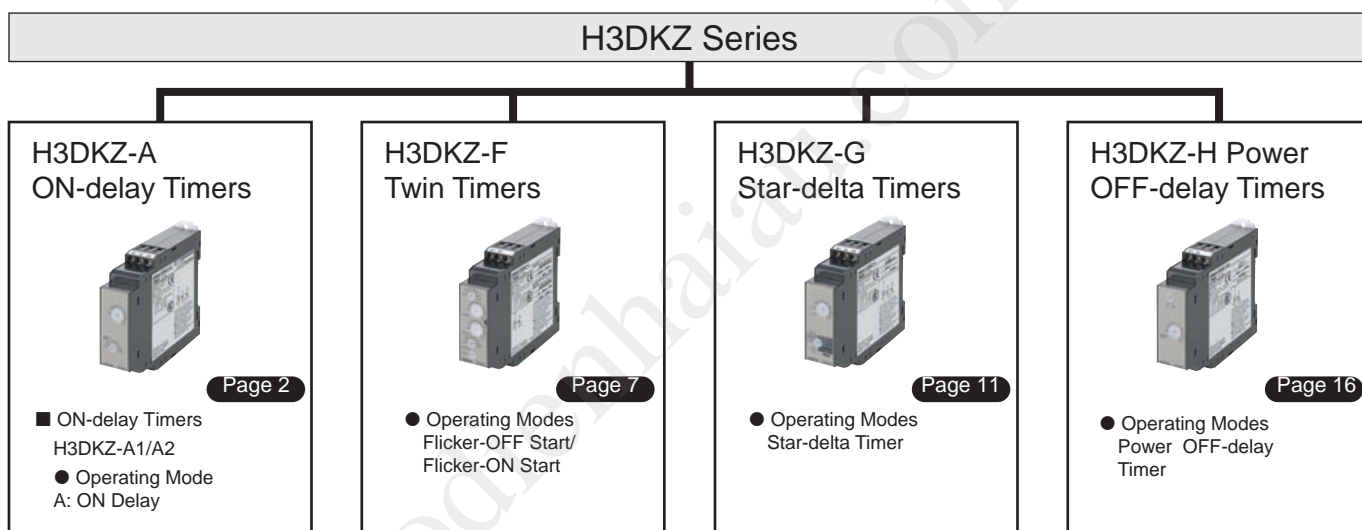 H3DKZ Series
H3DKZ-A
ON-delay Timers
Page 2
■ ON-delay Timers
H3DKZ-A1/A2
● Operating Mode
A: ON Delay
H3DKZ-F
Twin Timers
Page 7
● Operating Modes
Flicker-OFF Start/
Flicker-ON Start
H3DKZ-G
Star-delta Timers
Page 11
● Operating Modes
Star-delta Timer
H3DKZ-H Power
OFF-delay Timers
Page 16
● Operating Modes
Power OFF-delay
Timer